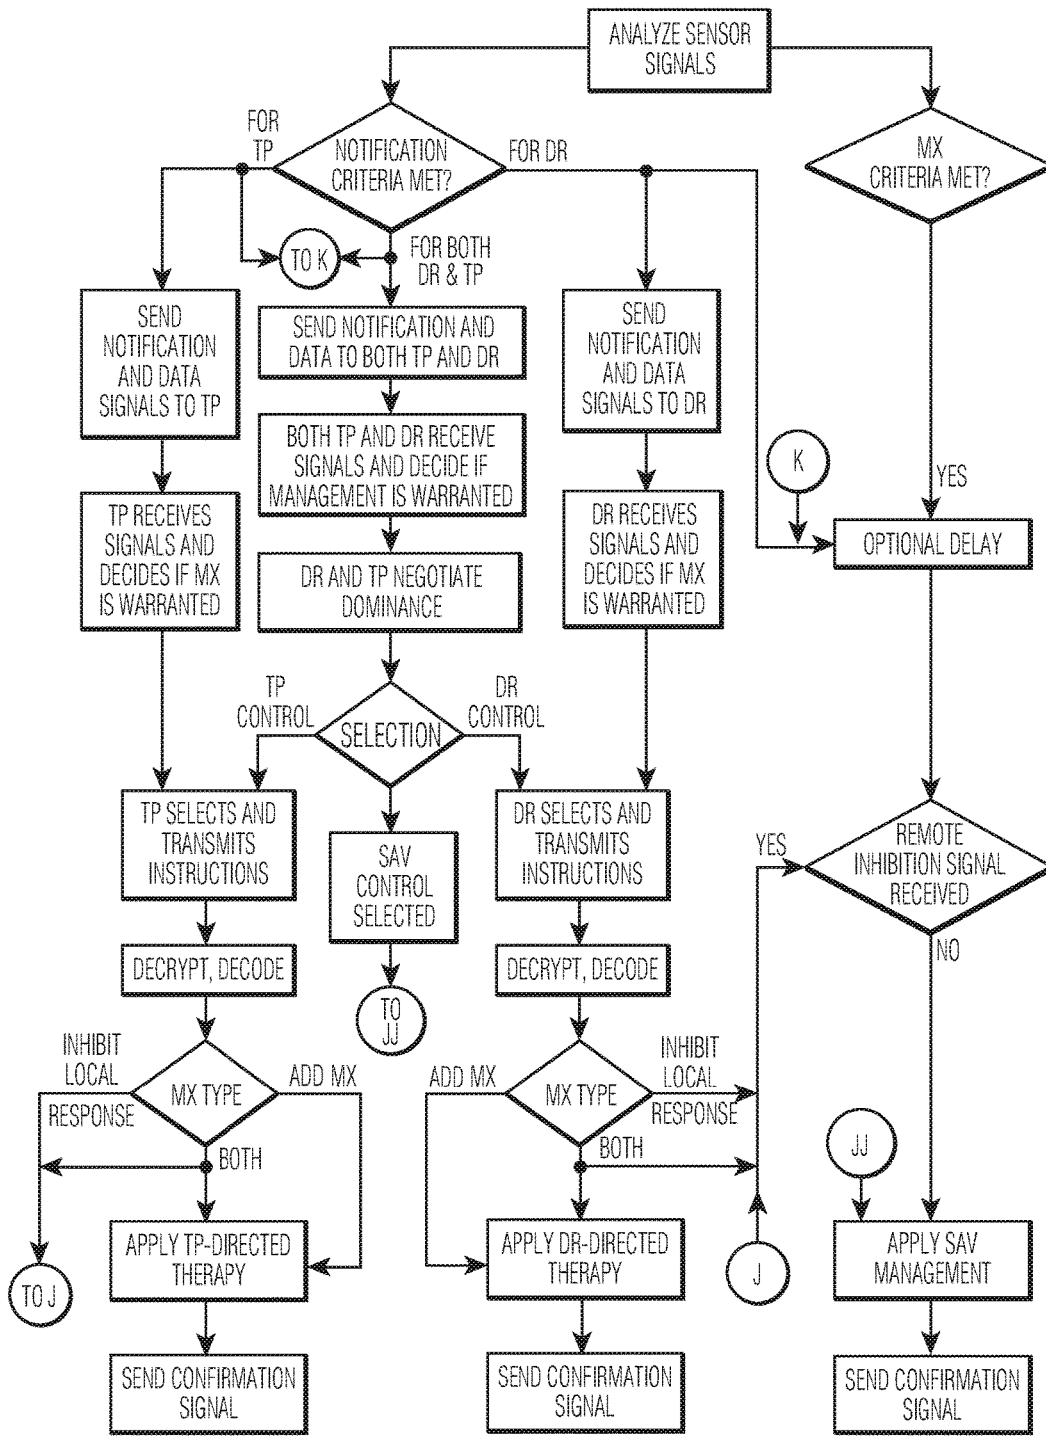 ANALYZE SENSOR
SIGNALS
FOR
TP
NOTIFICATION
CRITERIA MET?
FOR DR
MX
CRITERIA MET?
TO K
FOR BOTH
DR & TP
SEND
NOTIFICATION
AND DATA
SIGNALS TO TP
SEND NOTIFICATION AND
DATA TO BOTH TP AND DR
SEND
NOTIFICATION
AND DATA
SIGNALS TO DR
BOTH TP AND DR RECEIVE
SIGNALS AND DECIDE IF
MANAGEMENT IS WARRANTED
K
YES
TP RECEIVES
SIGNALS AND
DECIDES IF MX
IS WARRANTED
DR RECEIVES
SIGNALS AND
DECIDES IF MX
IS WARRANTED
OPTIONAL DELAY
DR AND TP NEGOTIATE
DOMINANCE
TP
CONTROL
SELECTION
DR
CONTROL
TP SELECTS AND
TRANSMITS
INSTRUCTIONS
SAV
CONTROL
SELECTED
DR SELECTS AND
TRANSMITS
INSTRUCTIONS
YES
REMOTE
INHIBITION SIGNAL
RECEIVED
NO
DECRYPT, DECODE
TO
JJ
DECRYPT, DECODE
INHIBIT
LOCAL
RESPONSE
MX TYPE
ADD MX
BOTH
ADD MX
MX TYPE
INHIBIT
LOCAL
RESPONSE
BOTH
JJ
TO J
APPLY TP-DIRECTED
THERAPY
APPLY DR-DIRECTED
THERAPY
J
APPLY SAV
MANAGEMENT
SEND CONFIRMATION
SIGNAL
SEND CONFIRMATION
SIGNAL
SEND CONFIRMATION
SIGNAL